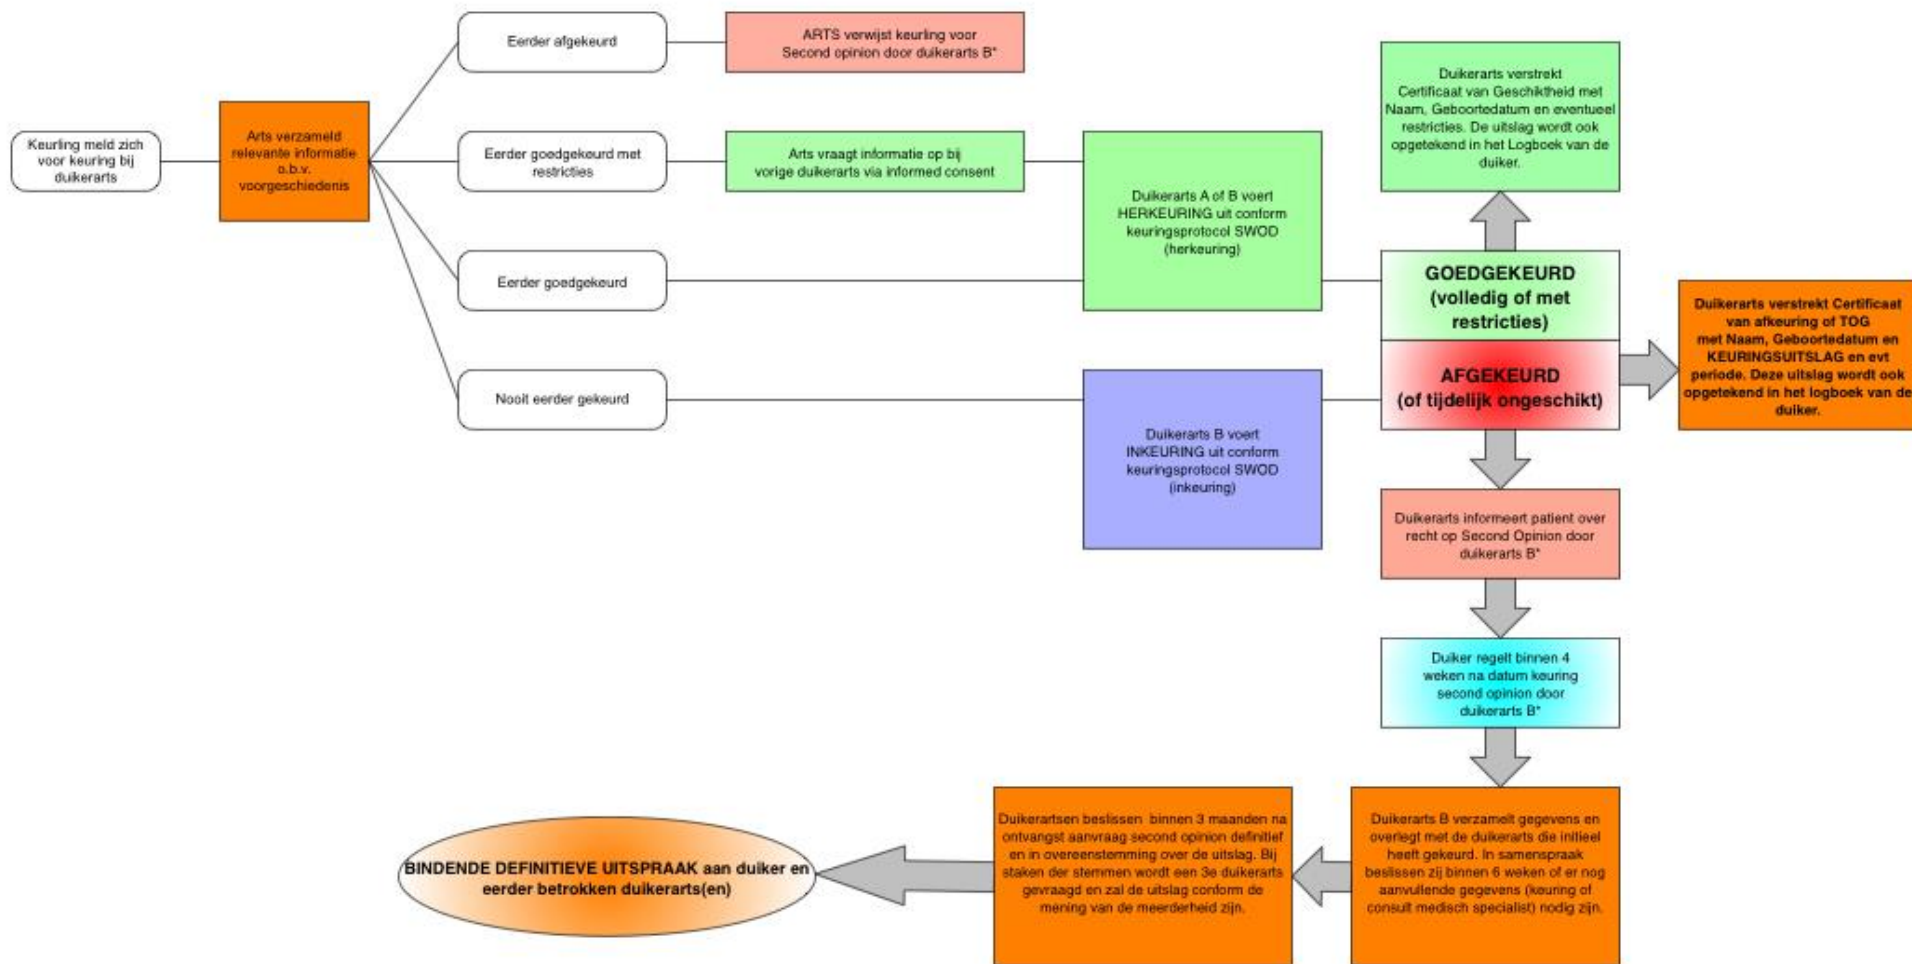 Keurling meld zich
voor keuring bij
duikerarts
Arts verzameld
relevante informatie
o.b.v.
voorgeschiedenis
Eerder afgekeurd
ARTS verwijst keurling voor
Second opinion door duikerarts B*
Eerder goedgekeurd met
restricties
Arts vraagt informatie op bij
vorige duikerarts via informed consent
Eerder goedgekeurd
Nooit eerder gekeurd
Duikerarts A of B voert
HERKEURING uit conform
keuringsprotocol SWOD
(herkeuring)
Duikerarts B voert
INKEURING uit conform
keuringsprotocol SWOD
(inkeuring)
Duikerarts verstrekt
Certificaat van Geschiktheid met
Naam, Geboortedatum en eventueel
restricties. De uitslag wordt ook
opgetekend in het Logboek van de
duiker.
GOEDGEKEURD
(volledig of met
restricties)
AFGEKEURD
(of tijdelijk ongeschikt)
Duikerarts verstrekt Certificaat
van afkeuring of TOG
met Naam, Geboortedatum en
KEURINGSUITSLAG en evt
periode. Deze uitslag wordt ook
opgetekend in het logboek van de
duiker.
Duikerarts informeert patient over
recht op Second Opinion door
duikerarts B*
Duiker regelt binnen 4
weken na datum keuring
second opinion door
duikerarts B*
Duikerarts B verzamelt gegevens en
overlegt met de duikerarts die initieel
heeft gekeurd. In samenspraak
beslissen zij binnen 6 weken of er nog
aanvullende gegevens (keuring of
consult medisch specialist) nodig zijn.
Duikerartsen beslissen binnen 3 maanden na
ontvangst aanvraag second opinion definitief
en in overeenstemming over de uitslag. Bij
staken der stemmen wordt een 3e duikerarts
gevraagd en zal de uitslag conform de
mening van de meerderheid zijn.
BINDENDE DEFINITIEVE UITSPRAAK aan duiker en
eerder betrokken duikerarts(en)